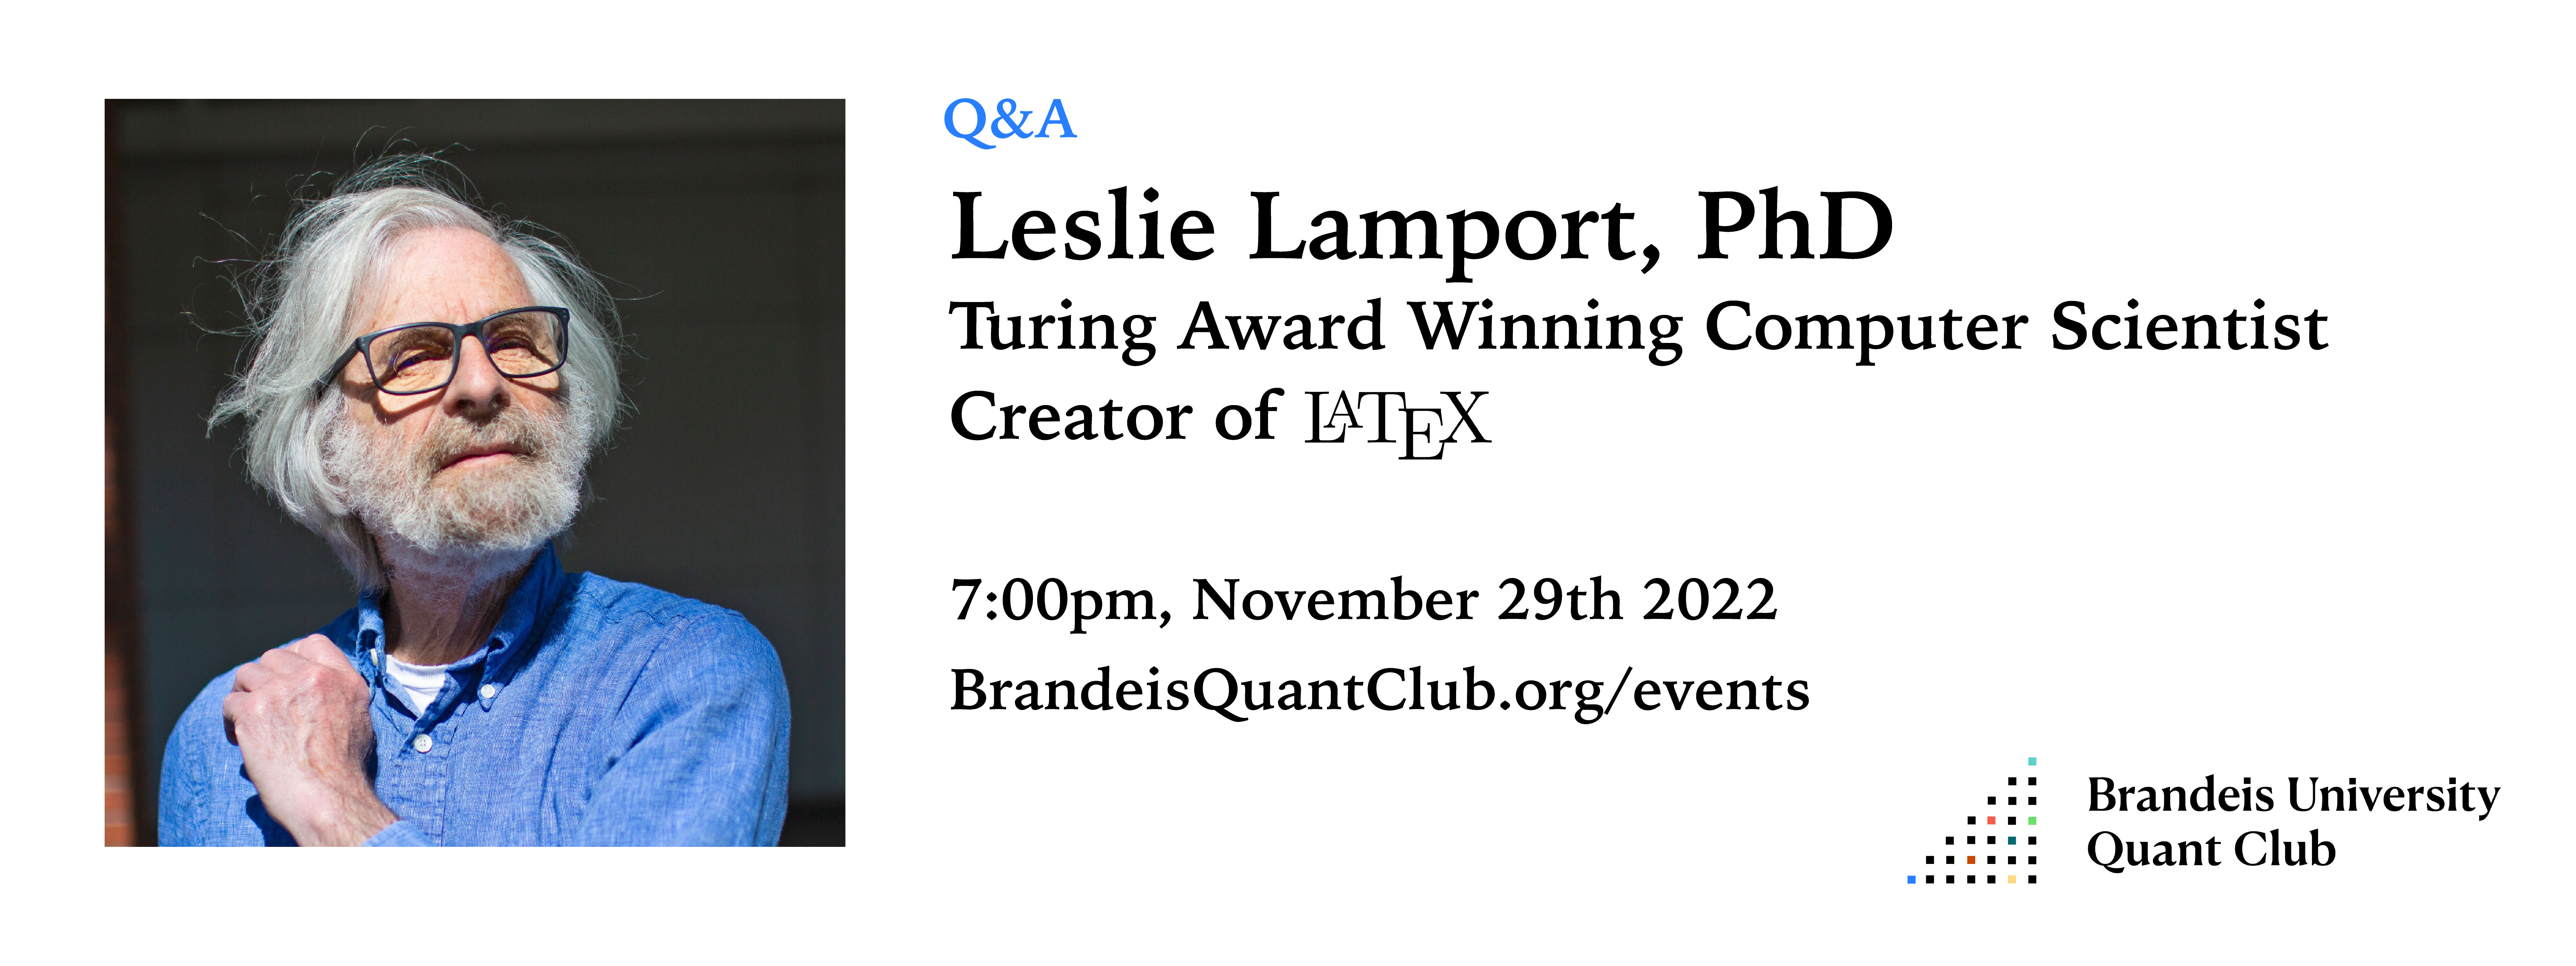 Q&A
Leslie Lamport, PhD
Turing Award Winning Computer Scientist
Creator of LATEX
7:00pm, November 29th 2022
BrandeisQuantClub.org/events
Brandeis University
Quant Club